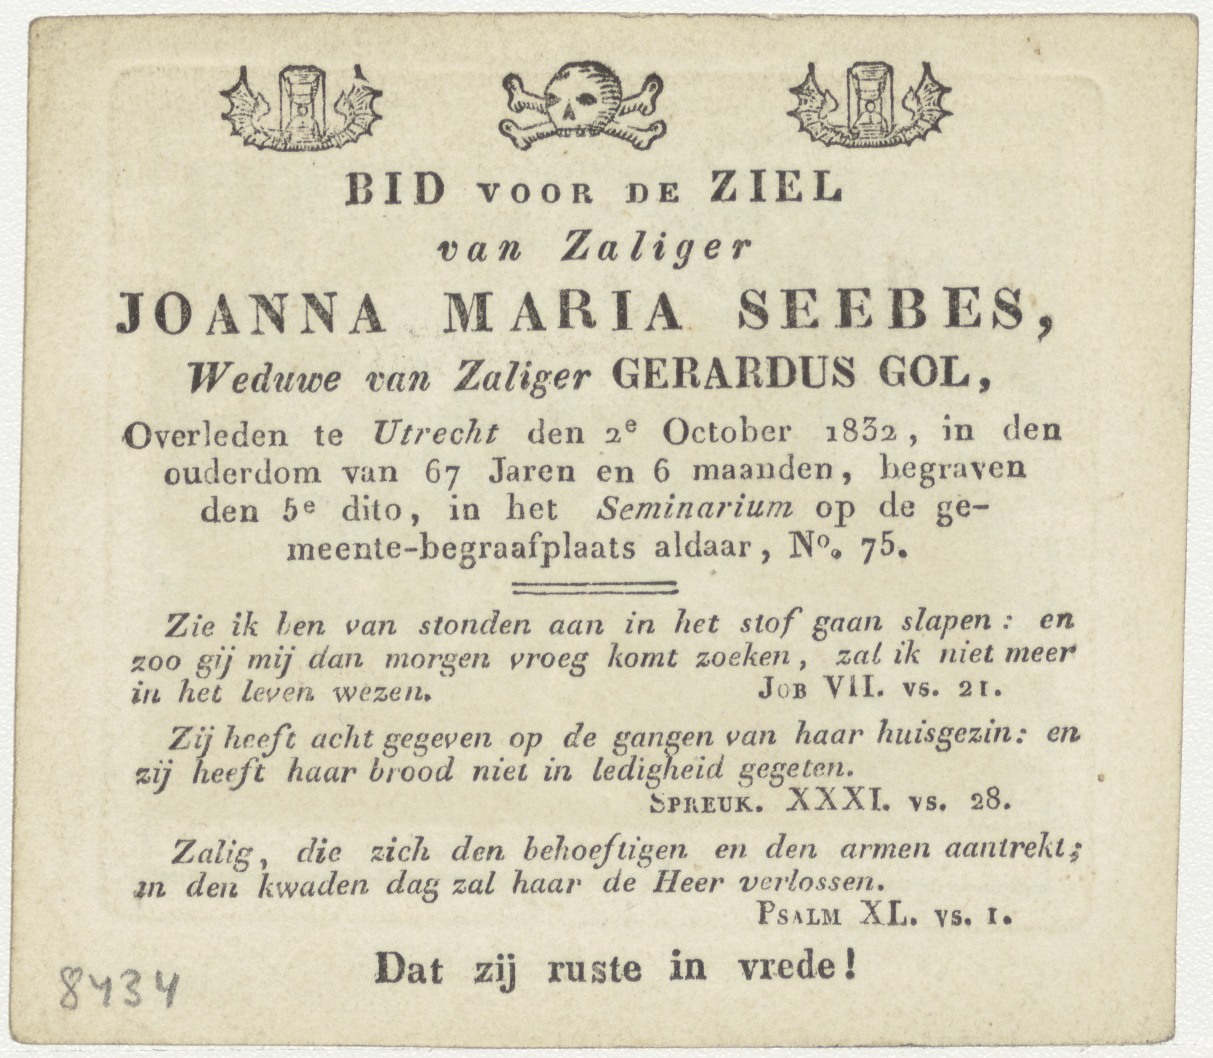 BID VOOR DE ZIEL
van Zaliger
JOANNA MARIA SEEBES,
Weduwe van Zaliger GERARDUS GOL,
Overleden te Utrecht den 2e October 1832, in den
ouderdom van 67 Jaren en 6 maanden, begraven
den 5e dito, in het Seminarium op de ge-
meente-begraafplaats aldaar, No. 75.
Zie ik ben van stonden aan in het stof gaan slapen: en
zoo gij mij dan morgen vroeg komt zoeken, zal ik niet meer
in het leven wezen. JOB VII. vs. 21.
Zij heeft acht gegeven op de gangen van haar huisgezin: en
zij heeft haar brood niet in ledigheid gegeten.
SPREUK. XXXI. vs. 28.
Zalig, die zich den behoeftigen en den armen aantrekt;
in den kwaden dag zal haar de Heer verlossen.
PSALM XL. vs. 1.
Dat zij ruste in vrede!
8434